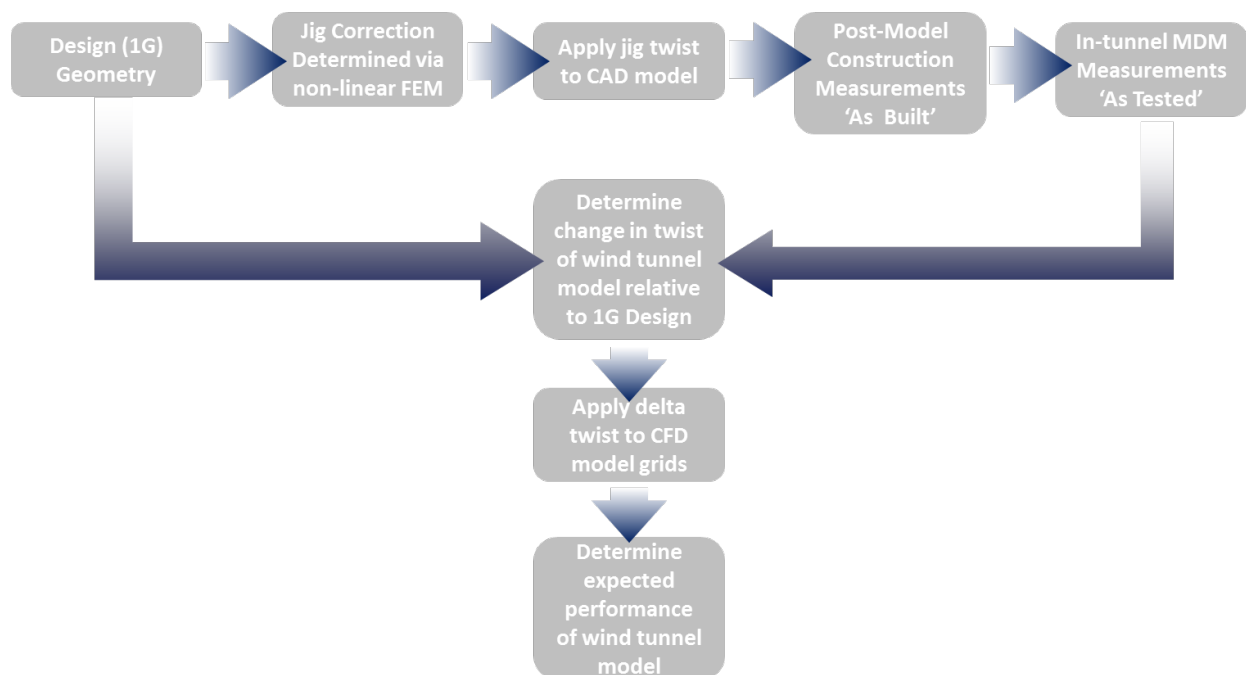 Design (1G)
Geometry
Jig Correction
Determined via
non-linear FEM
Apply jig twist
to CAD model
Post-Model
Construction
Measurements
‘As  Built’
In-tunnel MDM
Measurements
‘As Tested’
Determine
change in twist
of wind tunnel
model relative
to 1G Design
Apply delta
twist to CFD
model grids
Determine
expected
performance
of wind tunnel
model